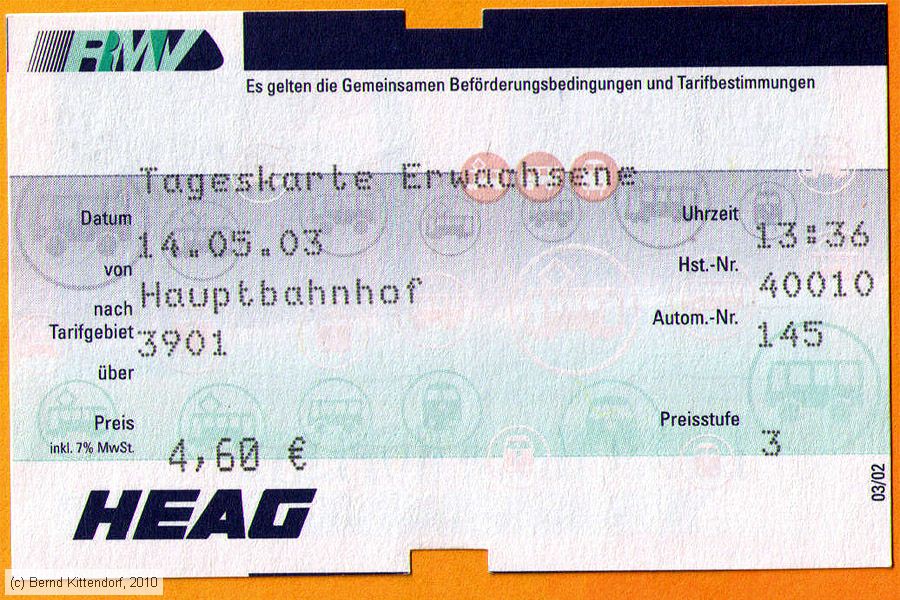 RMV
Es gelten die Gemeinsamen Beförderungsbedingungen und Tarifbestimmungen
Tageskarte Erwachsene
Datum 14.05.03 Uhrzeit 13:36
von Hauptbahnhof Hst.-Nr. 40010
nach
Tarifgebiet 3901 Autom.-Nr. 145
über
Preis Preisstufe
inkl. 7% MwSt. 4,60 € 3
03/02
HEAG
(c) Bernd Kittendorf, 2010